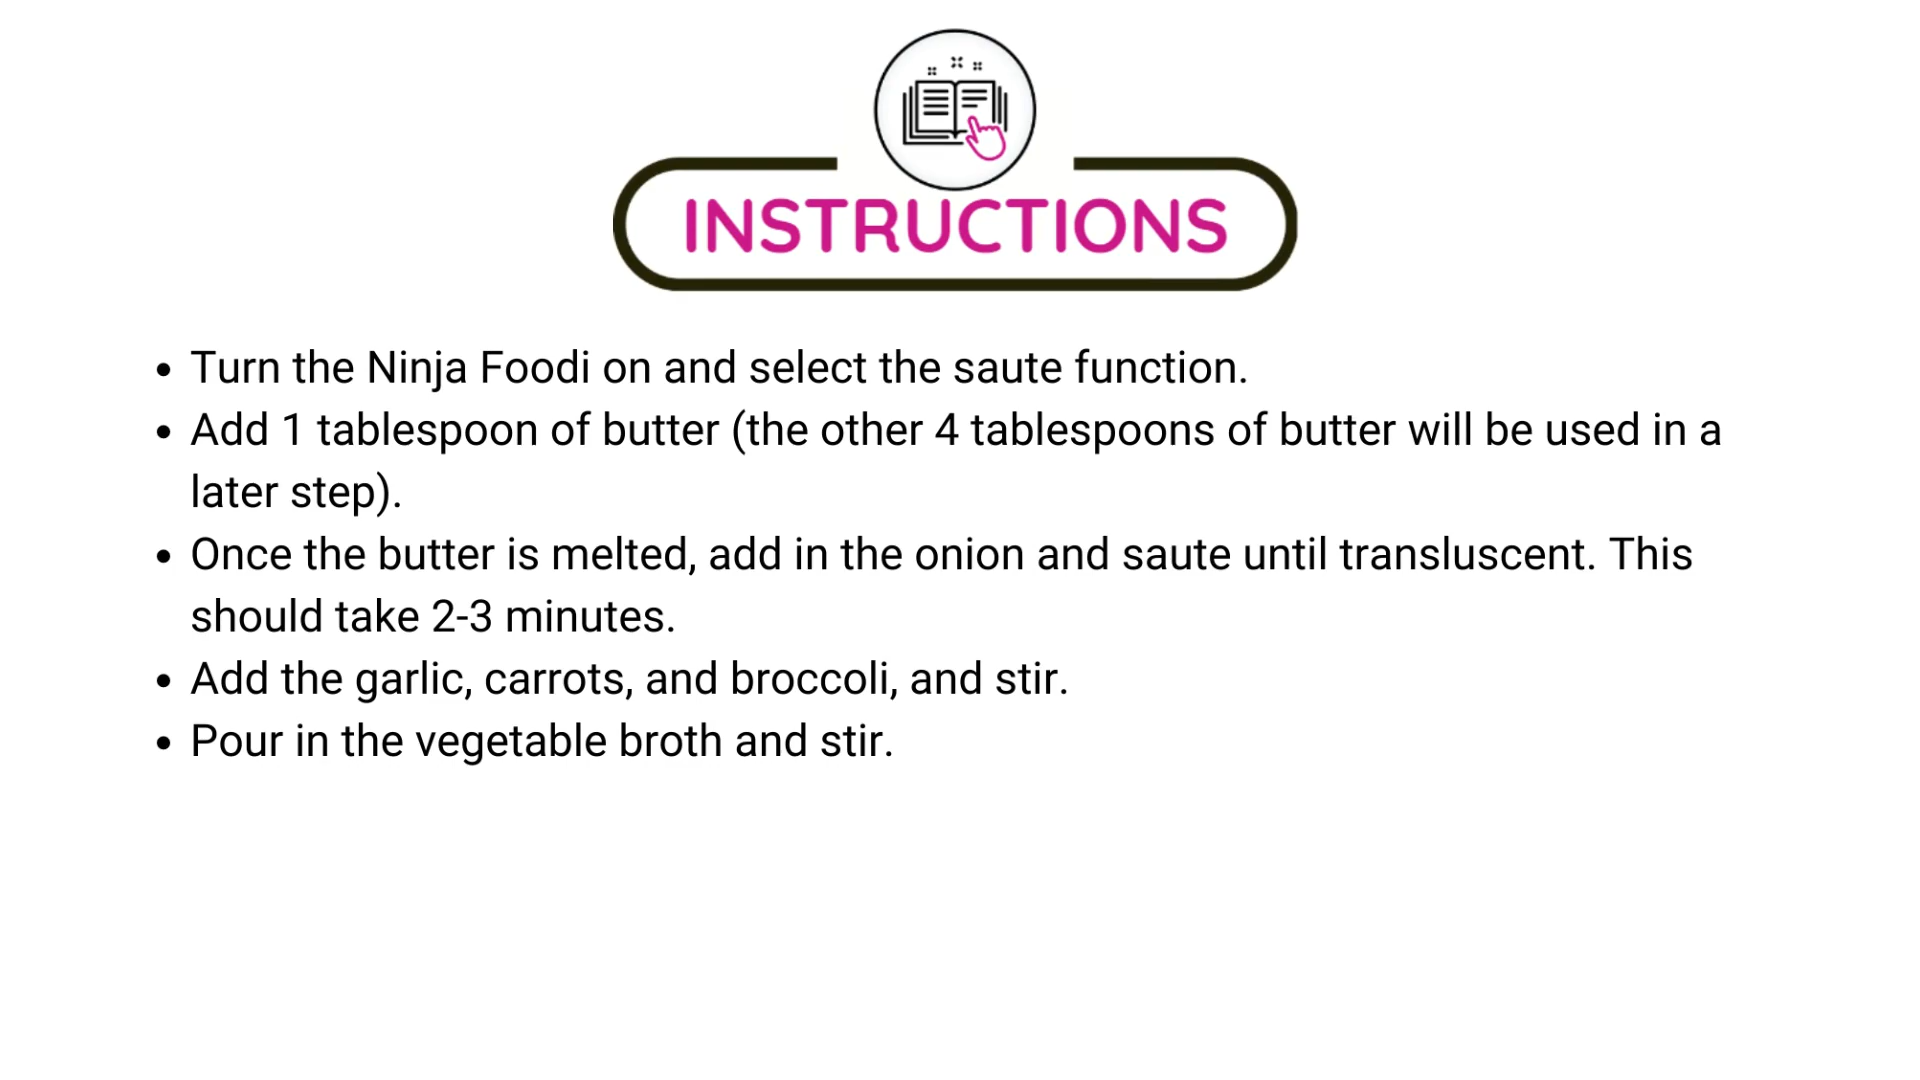 INSTRUCTIONS
• Turn the Ninja Foodi on and select the saute function.
• Add 1 tablespoon of butter (the other 4 tablespoons of butter will be used in a
later step).
• Once the butter is melted, add in the onion and saute until transluscent. This
should take 2-3 minutes.
• Add the garlic, carrots, and broccoli, and stir.
• Pour in the vegetable broth and stir.